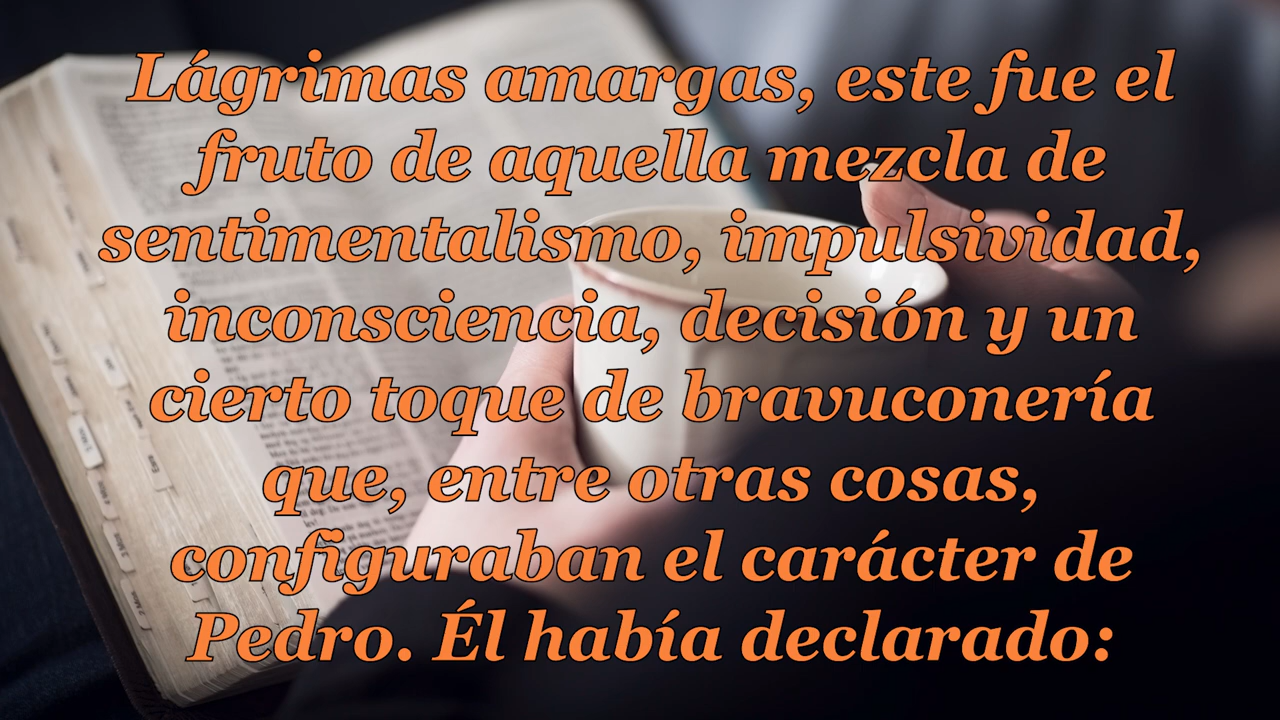 Lágrimas amargas, este fue el
fruto de aquella mezcla de
sentimentalismo, impulsividad,
inconsciencia, decisión y un
cierto toque de bravuconería
que, entre otras cosas,
configuraban el carácter de
Pedro. Él había declarado: